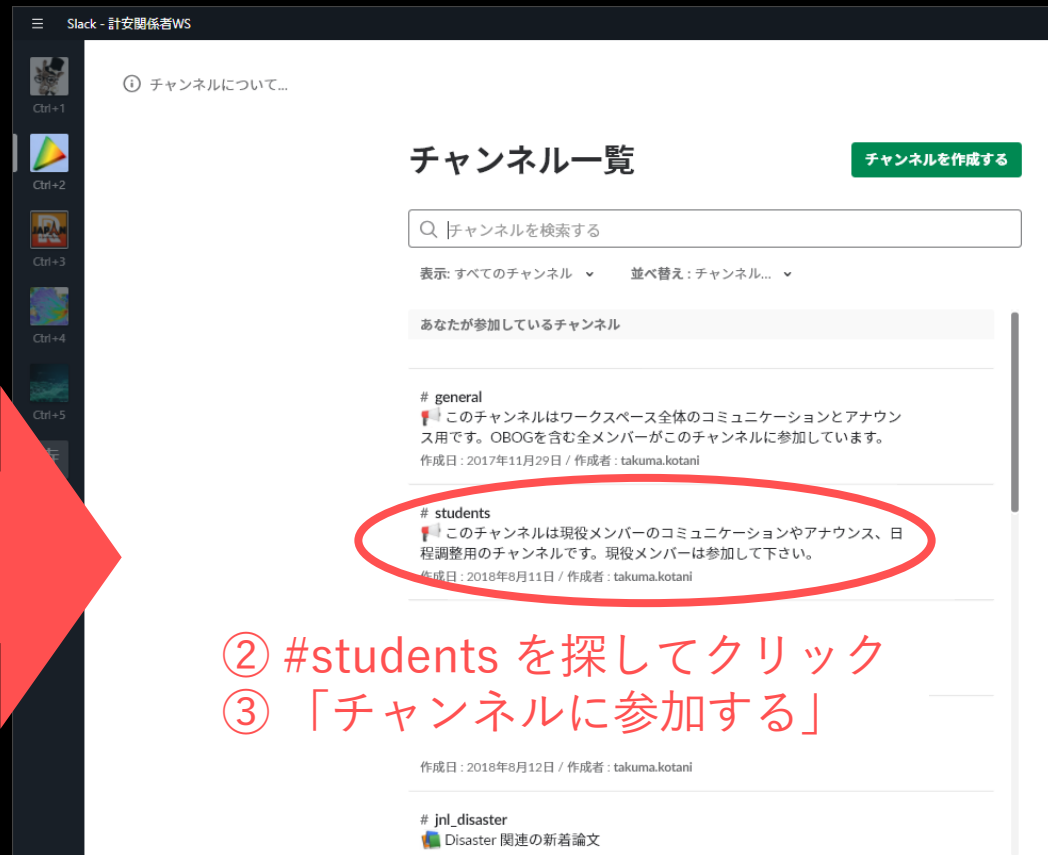 Slack - 計安関係者WS
Ctrl+1
Ctrl+2
JAPAN
R
Ctrl+3
Ctrl+4
Ctrl+5
チャンネルについて...
チャンネル一覧
チャンネルを作成する
チャンネルを検索する
表示: すべてのチャンネル
並べ替え : チャンネル...
あなたが参加しているチャンネル
# general
このチャンネルはワークスペース全体のコミュニケーションとアナウン
ス用です。OBOGを含む全メンバーがこのチャンネルに参加しています。
作成日 : 2017年11月29日 / 作成者 : takuma.kotani
# students
このチャンネルは現役メンバーのコミュニケーションやアナウンス、日
程調整用のチャンネルです。現役メンバーは参加して下さい。
作成日 : 2018年8月11日 / 作成者 : takuma.kotani
② #students を探してクリック
③ 「チャンネルに参加する」
作成日 : 2018年8月12日 / 作成者 : takuma.kotani
# jnl_disaster
Disaster 関連の新着論文